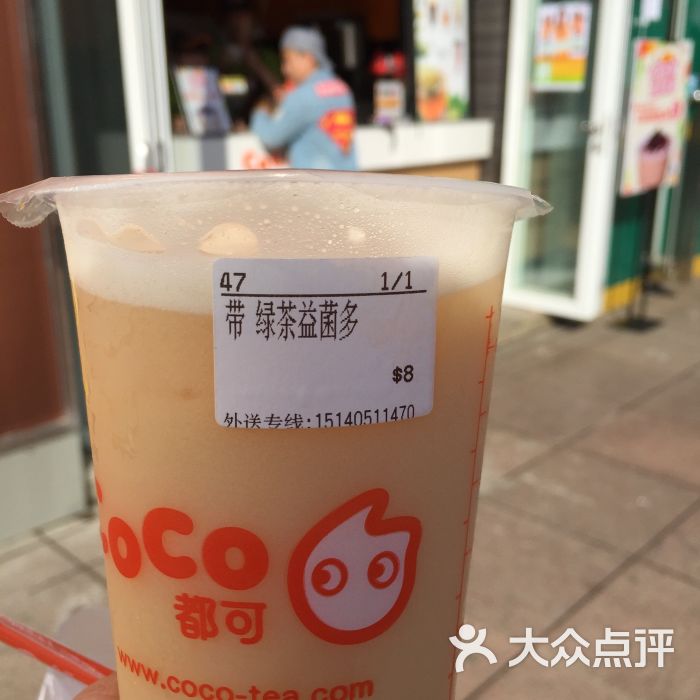 47 1/1
带 绿茶益菌多
$8
外送专线:15140511470
CoCo
都可
www.coco-tea.com
大众点评